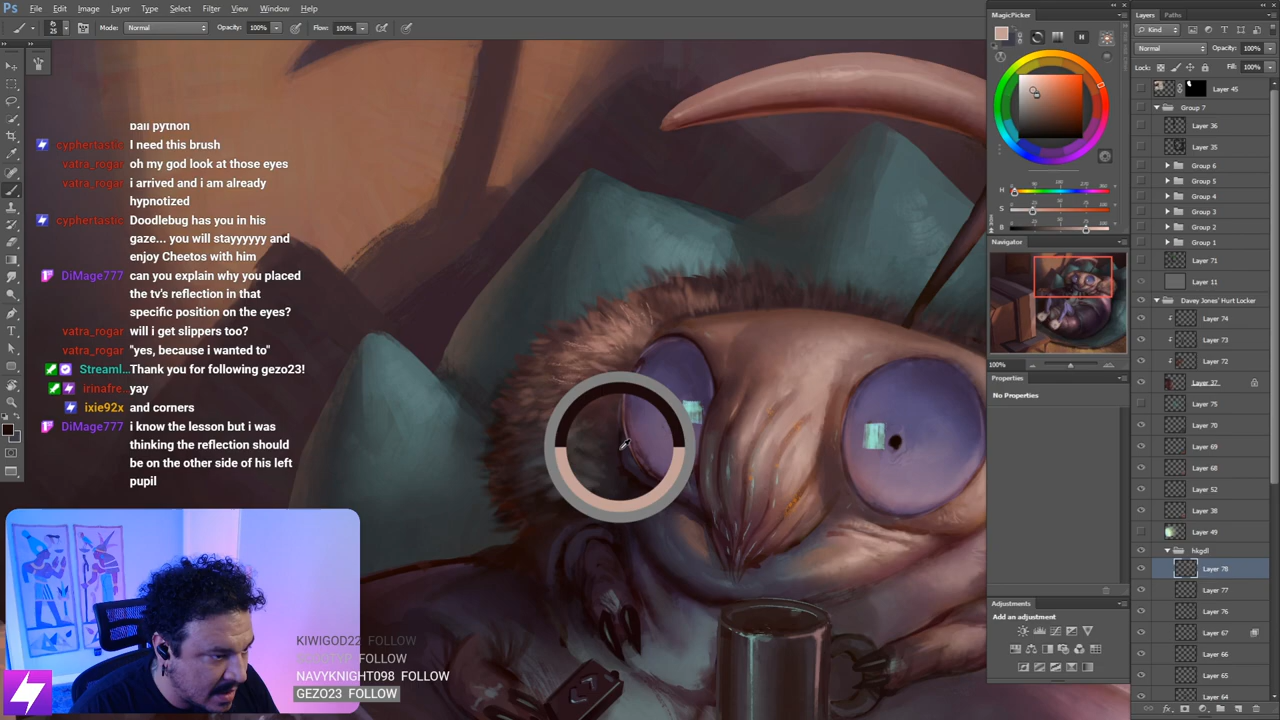 Ps File Edit Image Layer Type Select Filter View Window Help
25 Mode: Normal Opacity: 100% Flow: 100%
ball python
cyphertastic I need this brush
vatra_rogar oh my god look at those eyes
vatra_rogar i arrived and i am already
hypnotized
cyphertastic Doodlebug has you in his
gaze... you will stayyyyyy and
enjoy Cheetos with him
DiMage777 can you explain why you placed
the tv's reflection in that
specific position on the eyes?
vatra_rogar will i get slippers too?
vatra_rogar "yes, because i wanted to"
Streaml... Thank you for following gezo23!
irinafre.. yay
ixie92x and corners
DiMage777 i know the lesson but i was
thinking the reflection should
be on the other side of his left
pupil
KIWIGOD22 FOLLOW
FOLLOW
NAVYKNIGHT098 FOLLOW
GEZO23 FOLLOW
MagicPicker
H
H
S
B
Navigator
100%
Properties
No Properties
Adjustments
Add an adjustment
Layers Paths
Kind
Normal Opacity: 100%
Lock: Fill: 100%
Layer 45
Group 7
Layer 36
Layer 35
Group 6
Group 5
Group 4
Group 3
Group 2
Group 1
Layer 71
Layer 11
Davey Jones' Hurt Locker
Layer 74
Layer 73
Layer 72
Layer 37
Layer 75
Layer 70
Layer 69
Layer 68
Layer 52
Layer 38
Layer 49
hkgdl
Layer 78
Layer 77
Layer 76
Layer 67
Layer 66
Layer 65
Layer 64
fx